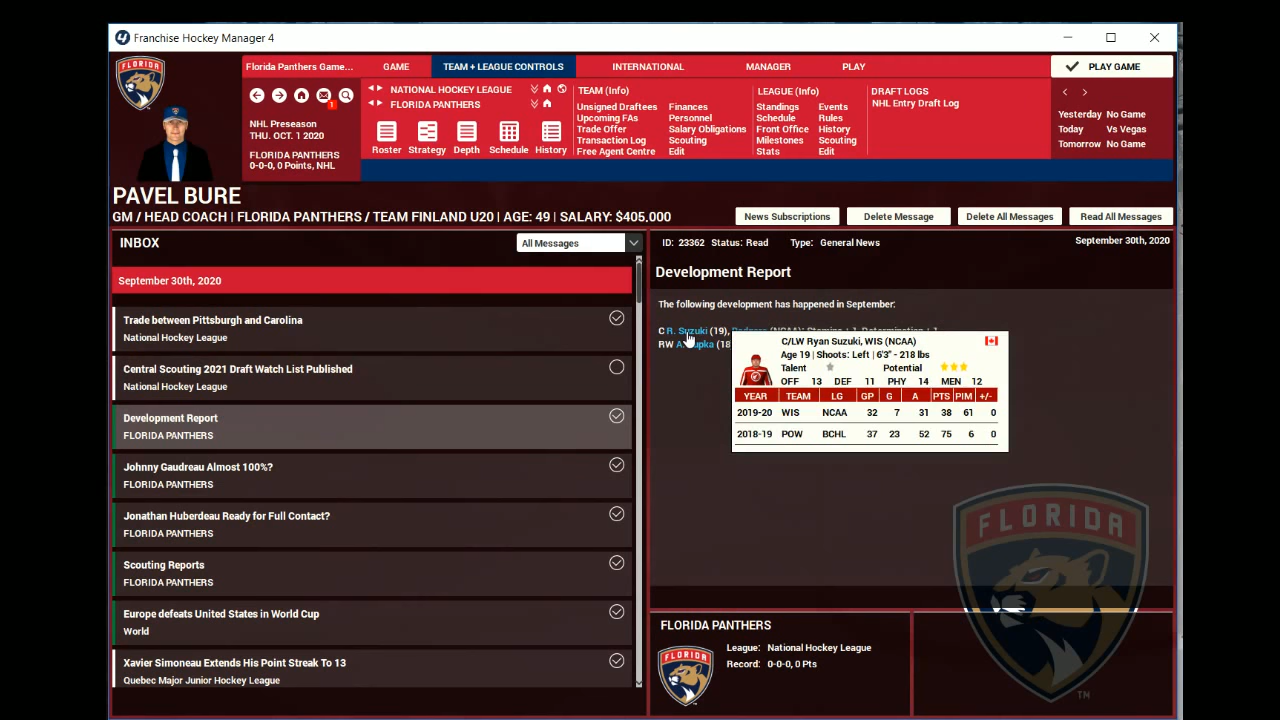 Franchise Hockey Manager 4
Florida Panthers Game...
GAME
TEAM + LEAGUE CONTROLS
INTERNATIONAL
MANAGER
PLAY
PLAY GAME
FLORIDA
1
NHL Preseason
THU. OCT. 1 2020
FLORIDA PANTHERS
0-0-0, 0 Points, NHL
NATIONAL HOCKEY LEAGUE
FLORIDA PANTHERS
Roster Strategy Depth Schedule History
TEAM (Info)
Unsigned Draftees Finances
Upcoming FAs Personnel
Trade Offer Salary Obligations
Transaction Log Scouting
Free Agent Centre Edit
LEAGUE (Info)
Standings Events
Schedule Rules
Front Office History
Milestones Scouting
Stats Edit
DRAFT LOGS
NHL Entry Draft Log
Yesterday No Game
Today Vs Vegas
Tomorrow No Game
PAVEL BURE
GM / HEAD COACH | FLORIDA PANTHERS / TEAM FINLAND U20 | AGE: 49 | SALARY: $405,000
News Subscriptions Delete Message Delete All Messages Read All Messages
INBOX
All Messages
September 30th, 2020
Trade between Pittsburgh and Carolina
National Hockey League
Central Scouting 2021 Draft Watch List Published
National Hockey League
Development Report
FLORIDA PANTHERS
Johnny Gaudreau Almost 100%?
FLORIDA PANTHERS
Jonathan Huberdeau Ready for Full Contact?
FLORIDA PANTHERS
Scouting Reports
FLORIDA PANTHERS
Europe defeats United States in World Cup
World
Xavier Simoneau Extends His Point Streak To 13
Quebec Major Junior Hockey League
ID: 23362 Status: Read Type: General News
September 30th, 2020
Development Report
The following development has happened in September:
C R. Suzuki (19),
RW (18
C/LW Ryan Suzuki, WIS (NCAA)
Age 19 | Shoots: Left | 6'3" - 218 lbs
Talent Potential
OFF 13 DEF 11 PHY 14 MEN 12
YEAR TEAM LG GP G A PTS PIM +/-
2019-20 WIS NCAA 32 7 31 38 61 0
2018-19 POW BCHL 37 23 52 75 6 0
FLORIDA
TM
FLORIDA PANTHERS
FLORIDA
League: National Hockey League
Record: 0-0-0, 0 Pts